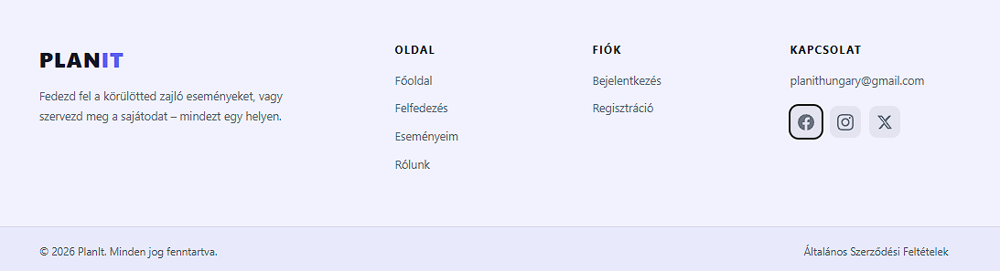 PLANIT
Fedezd fel a körülötted zajló eseményeket, vagy
szervezd meg a sajátodat – mindezt egy helyen.
OLDAL
Főoldal
Felfedezés
Eseményeim
Rólunk
FIÓK
Bejelentkezés
Regisztráció
KAPCSOLAT
planithungary@gmail.com
© 2026 PlanIt. Minden jog fenntartva.
Általános Szerződési Feltételek